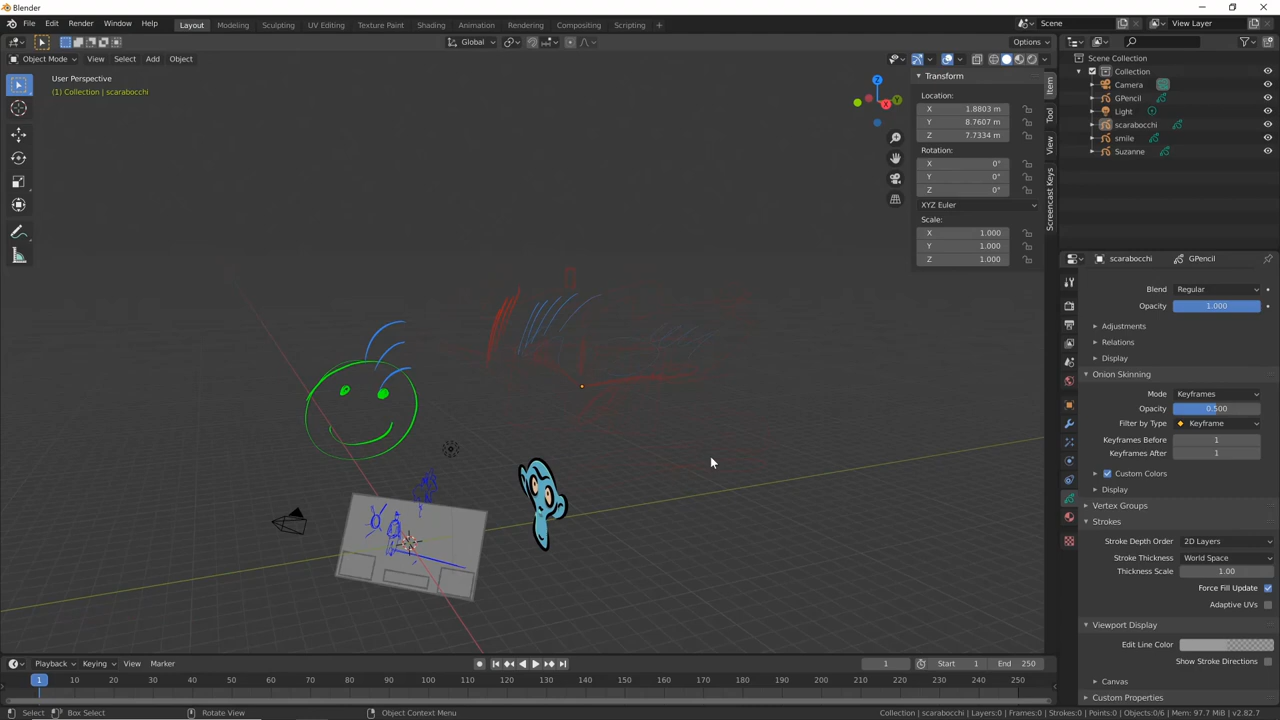 Blender
File Edit Render Window Help Layout Modeling Sculpting UV Editing Texture Paint Shading Animation Rendering Compositing Scripting + Scene View Layer
Global Options
Object Mode View Select Add Object
User Perspective
(1) Collection | scarabocchi
Transform
Location:
X 1.8803 m
Y 8.7607 m
Z 7.7334 m
Rotation:
X 0°
Y 0°
Z 0°
XYZ Euler
Scale:
X 1.000
Y 1.000
Z 1.000
Item
Tool
View
Screencast Keys
Z
Y
X
Scene Collection
Collection
Camera
GPencil
Light
scarabocchi
smile
Suzanne
scarabocchi GPencil
Blend Regular
Opacity 1.000
Adjustments
Relations
Display
Onion Skinning
Mode Keyframes
Opacity 0.500
Filter by Type Keyframe
Keyframes Before 1
Keyframes After 1
Custom Colors
Display
Vertex Groups
Strokes
Stroke Depth Order 2D Layers
Stroke Thickness World Space
Thickness Scale 1.00
Force Fill Update
Adaptive UVs
Viewport Display
Edit Line Color
Show Stroke Directions
Canvas
Custom Properties
Playback Keying View Marker 1 Start 1 End 250
1 10 20 30 40 50 60 70 80 90 100 110 120 130 140 150 160 170 180 190 200 210 220 230 240 250
Select Box Select Rotate View Object Context Menu Collection | scarabocchi | Layers:0 | Frames:0 | Strokes:0 | Points:0 | Objects:0/6 | Mem: 97.7 MiB | v2.82.7